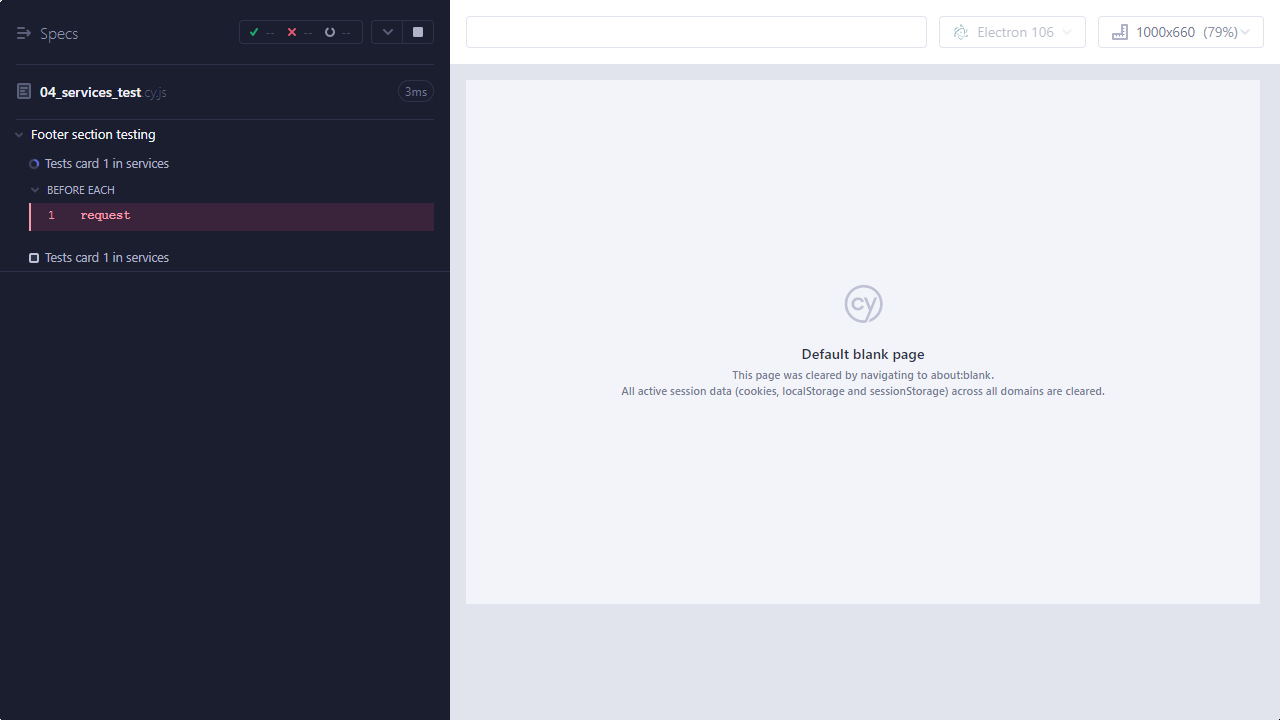 Specs
--
--
--
Electron 106
1000x660 (79%)
04_services_test cy.js
3ms
Footer section testing
Tests card 1 in services
BEFORE EACH
1 request
Tests card 1 in services
cy
Default blank page
This page was cleared by navigating to about:blank.
All active session data (cookies, localStorage and sessionStorage) across all domains are cleared.